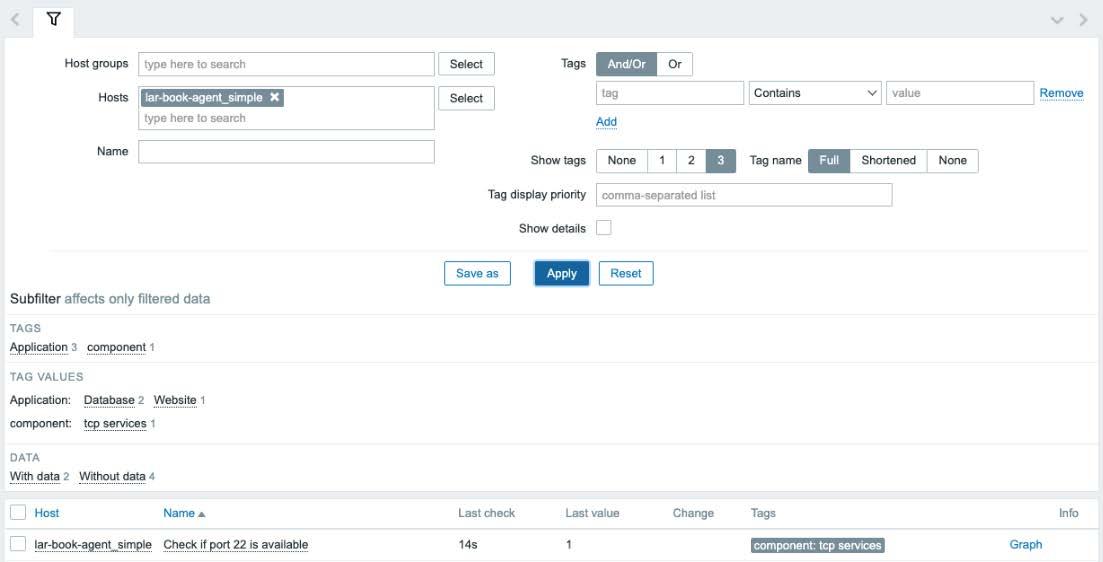 Host groups type here to search Select Tags And/Or Or
Hosts lar-book-agent_simple Select tag Contains value Remove
type here to search Add
Name
Show tags None 1 2 3 Tag name Full Shortened None
Tag display priority comma-separated list
Show details
Save as Apply Reset
Subfilter affects only filtered data
TAGS
Application 3 component 1
TAG VALUES
Application: Database 2 Website 1
component: tcp services 1
DATA
With data 2 Without data 4
Host Name Last check Last value Change Tags Info
lar-book-agent_simple Check if port 22 is available 14s 1 component: tcp services Graph